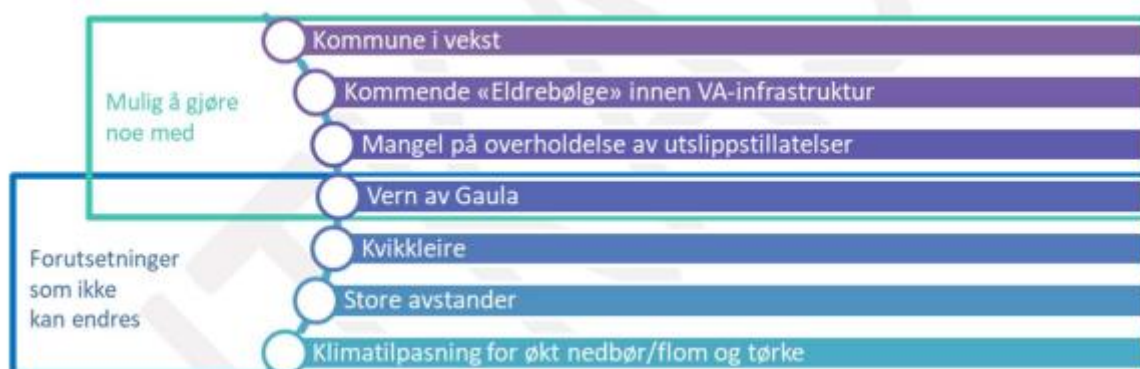 Kommune i vekst
Kommende «Eldrebølge» innen VA-infrastruktur
Mulig å gjøre
noe med
Mangel på overholdelse av utslippstillatelser
Vern av Gaula
Kvikkleire
Forutsetninger
som ikke
kan endres
Store avstander
Klimatilpasning for økt nedbør/flom og tørke